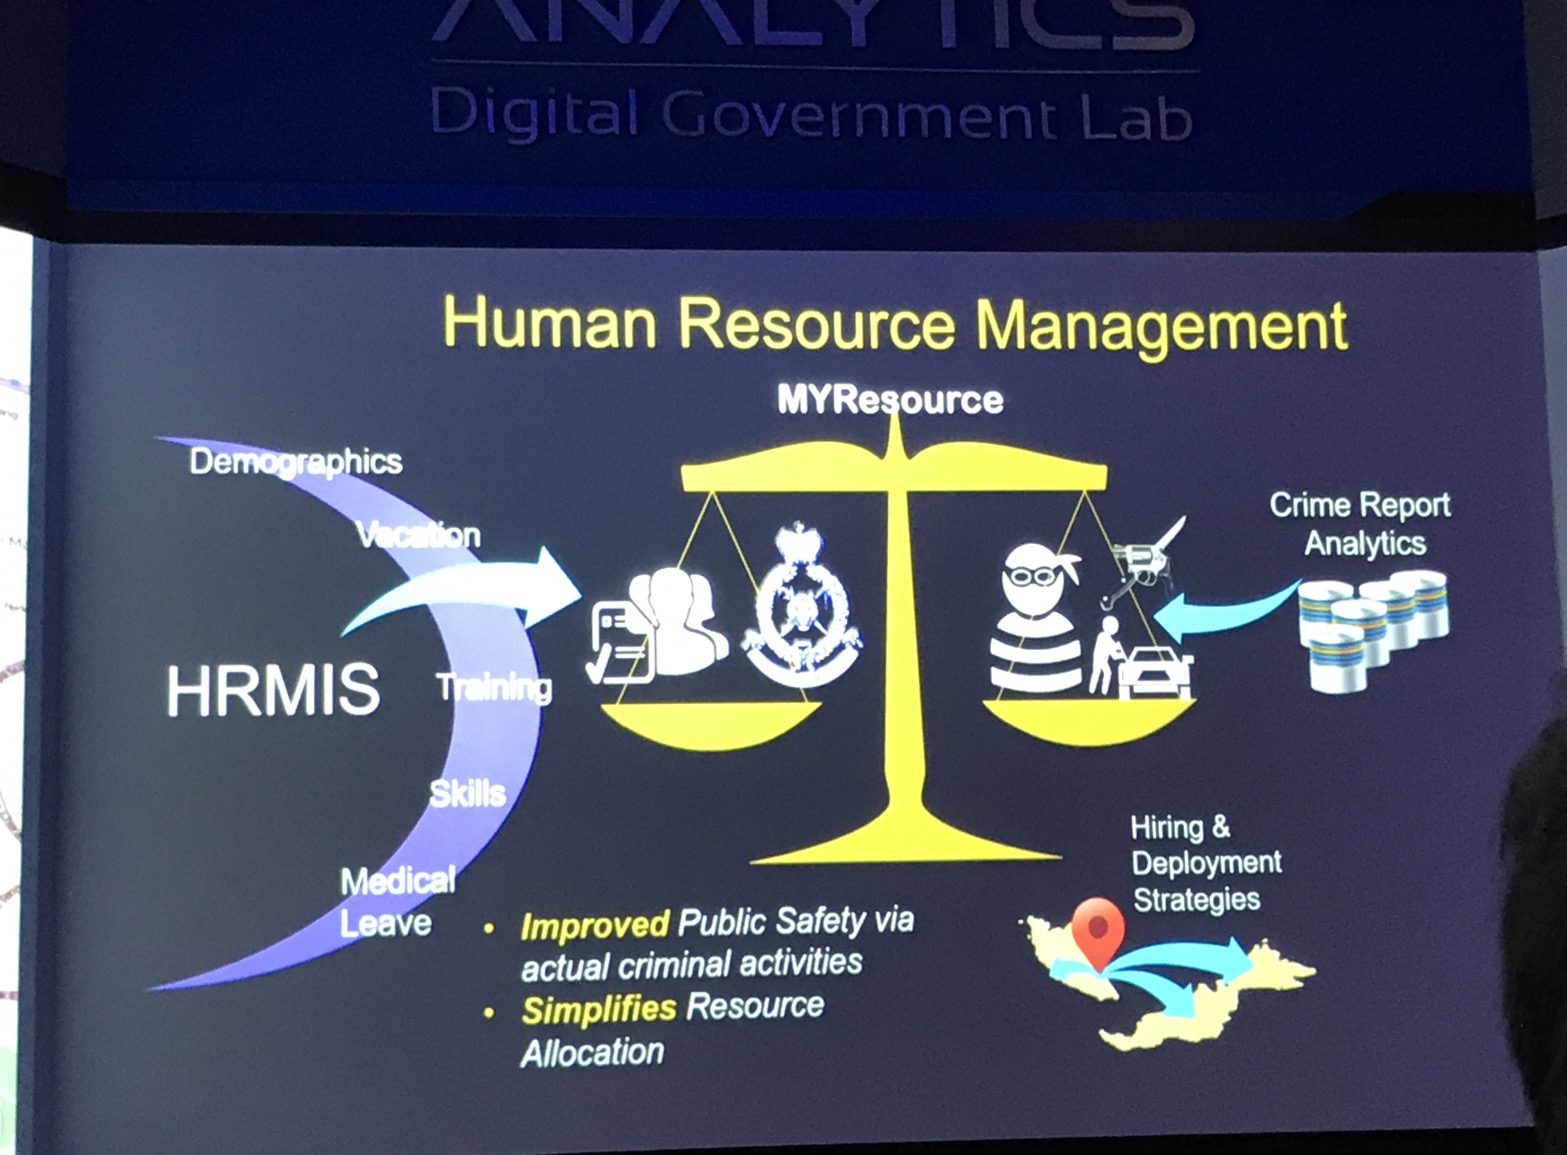 ANALYTICS
Digital Government Lab
Human Resource Management
MYResource
Demographics
Vacation
HRMIS
Training
Skills
Medical
Leave
Crime Report
Analytics
Hiring &
Deployment
Strategies
• Improved Public Safety via
actual criminal activities
• Simplifies Resource
Allocation